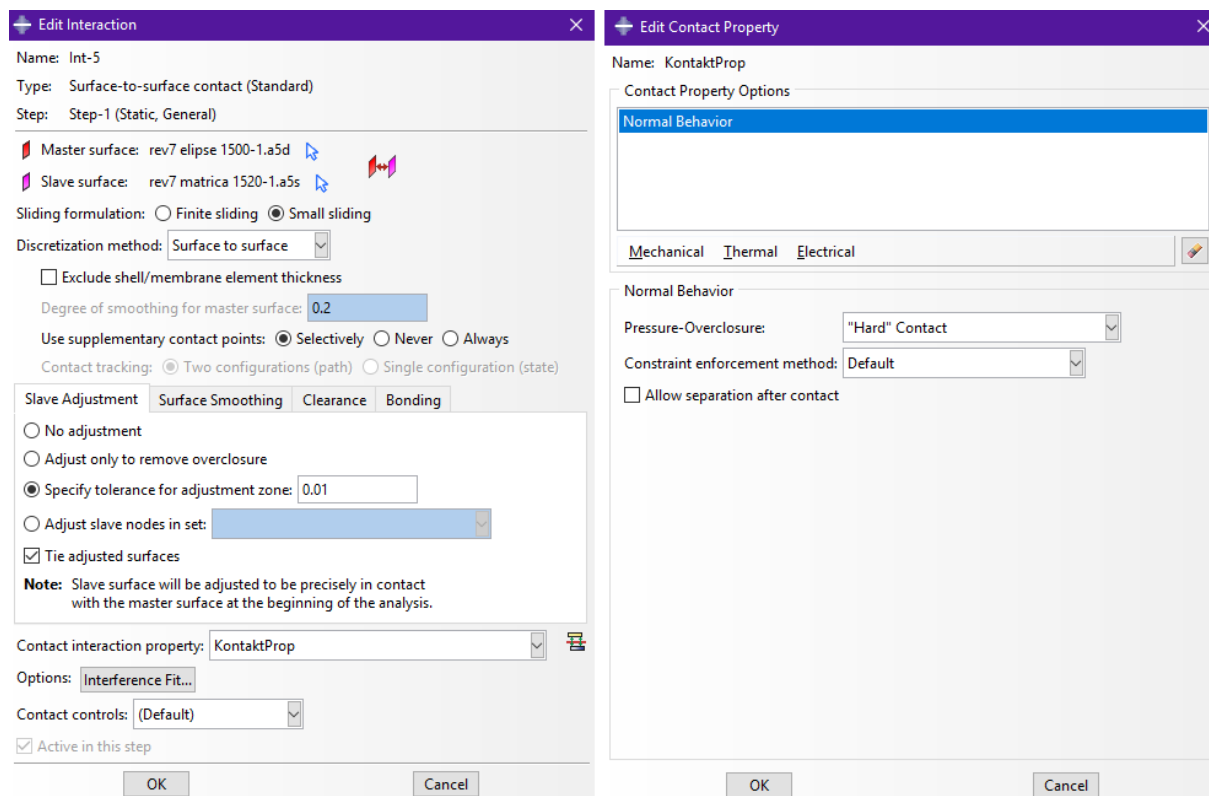 Edit Interaction
Name: Int-5
Type: Surface-to-surface contact (Standard)
Step: Step-1 (Static, General)
Master surface: rev7 elipse 1500-1.a5d
Slave surface: rev7 matrica 1520-1.a5s
Sliding formulation: Finite sliding Small sliding
Discretization method: Surface to surface
Exclude shell/membrane element thickness
Degree of smoothing for master surface: 0.2
Use supplementary contact points: Selectively Never Always
Contact tracking: Two configurations (path) Single configuration (state)
Slave Adjustment Surface Smoothing Clearance Bonding
No adjustment
Adjust only to remove overclosure
Specify tolerance for adjustment zone: 0.01
Adjust slave nodes in set:
Tie adjusted surfaces
Note: Slave surface will be adjusted to be precisely in contact
with the master surface at the beginning of the analysis.
Contact interaction property: KontaktProp
Options: Interference Fit...
Contact controls: (Default)
Active in this step
OK Cancel
Edit Contact Property
Name: KontaktProp
Contact Property Options
Normal Behavior
Mechanical Thermal Electrical
Normal Behavior
Pressure-Overclosure: "Hard" Contact
Constraint enforcement method: Default
Allow separation after contact
OK Cancel